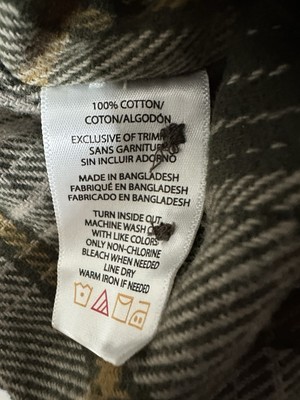 100% COTTON/
COTON/ALGODÓN
EXCLUSIVE OF TRIM
SANS GARNITU
SIN INCLUIR ADORNO
MADE IN BANGLADESH
FABRIQUÉ EN BANGLADESH
FABRICADO EN BANGLADESH
TURN INSIDE OUT
MACHINE WASH
WITH LIKE COLORS
ONLY NON-CHLORINE
BLEACH WHEN NEEDED
LINE DRY
WARM IRON IF NEEDED